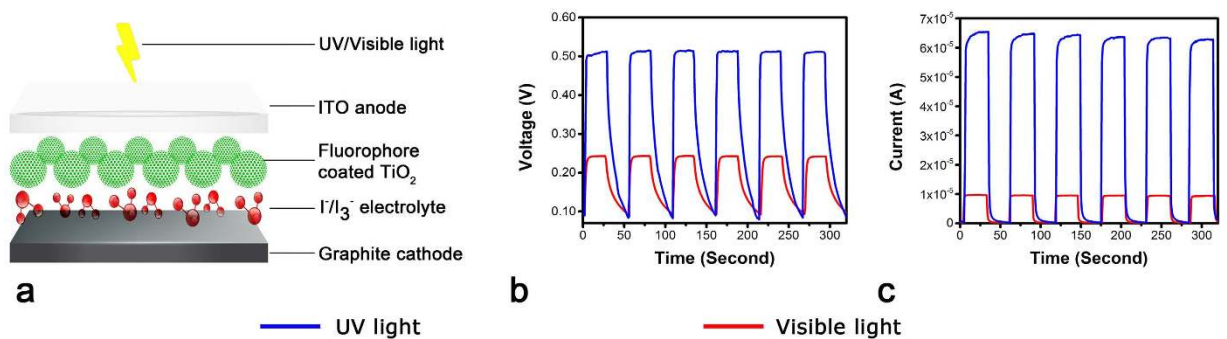 UV/Visible light
ITO anode
Fluorophore
coated TiO₂
I⁻/I₃⁻ electrolyte
Graphite cathode
a
0.60
0.50
0.40
0.30
0.20
0.10
Voltage (V)
0 50 100 150 200 250 300
Time (Second)
b
7x10⁻⁵
6x10⁻⁵
5x10⁻⁵
4x10⁻⁵
3x10⁻⁵
2x10⁻⁵
1x10⁻⁵
0
Current (A)
0 50 100 150 200 250 300
Time (Second)
c
UV light
Visible light